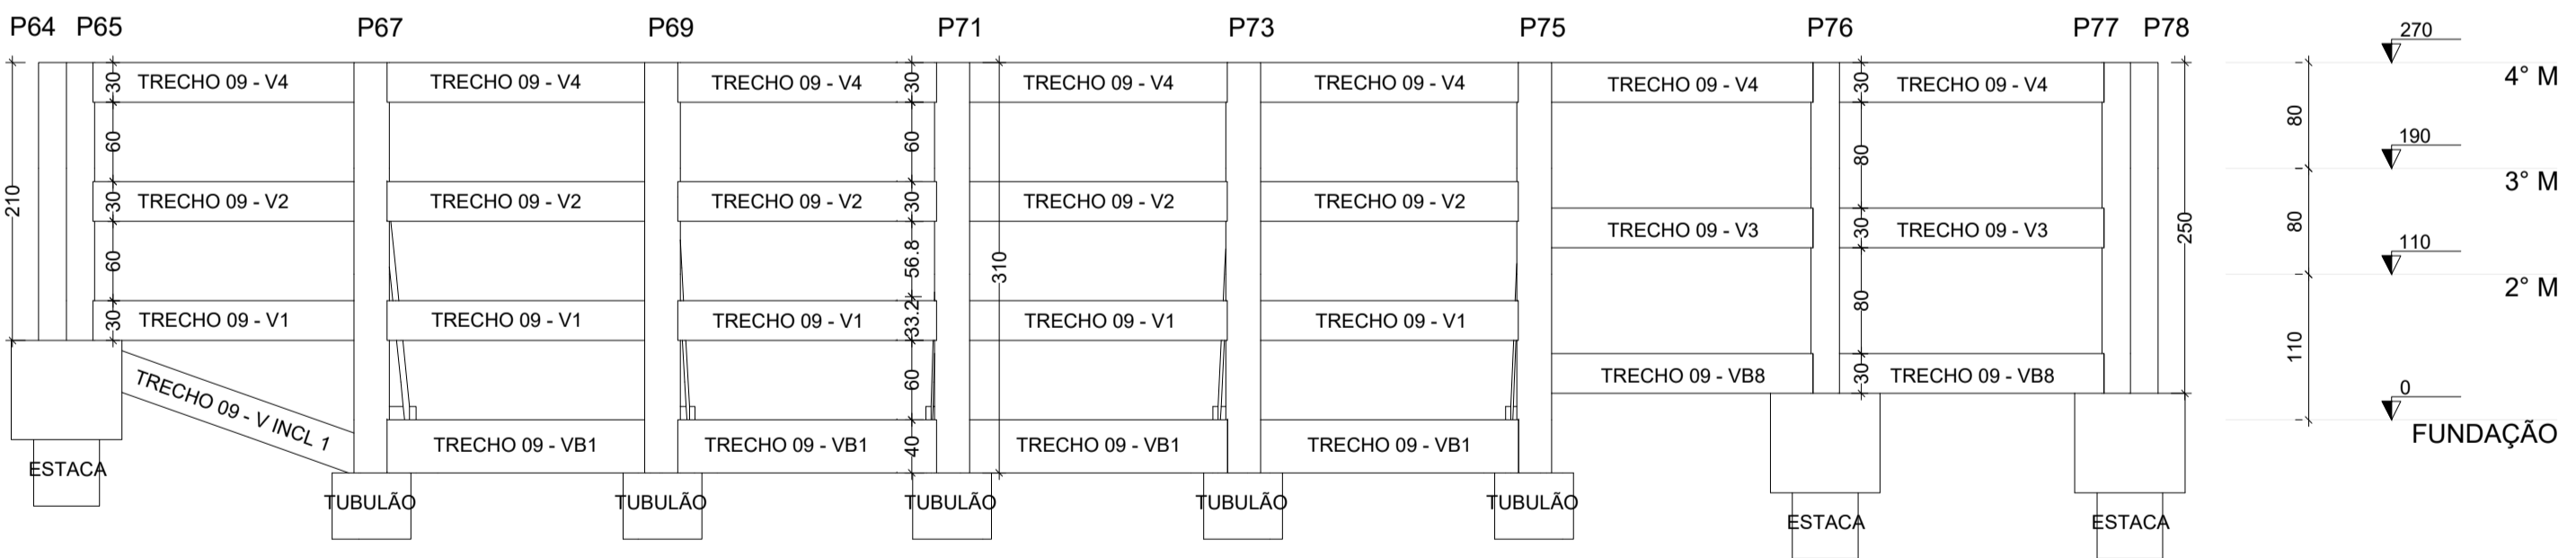 P64 P65 P67 P69 P71 P73 P75 P76 P77 P78
270
4° M
TRECHO 09 - V4 TRECHO 09 - V4 TRECHO 09 - V4 TRECHO 09 - V4 TRECHO 09 - V4 TRECHO 09 - V4 TRECHO 09 - V4
30 30 30
80
60 60 80
190
3° M
210
TRECHO 09 - V2 TRECHO 09 - V2 TRECHO 09 - V2 TRECHO 09 - V2 TRECHO 09 - V2
30 30
TRECHO 09 - V3 TRECHO 09 - V3
30
250
80
60 56.8 310
110
2° M
80
TRECHO 09 - V1 TRECHO 09 - V1 TRECHO 09 - V1 TRECHO 09 - V1 TRECHO 09 - V1
30 33.2
110
60
TRECHO 09 - VB8 TRECHO 09 - VB8
30
0
FUNDAÇÃO
TRECHO 09 - V INCL 1
TRECHO 09 - VB1 TRECHO 09 - VB1 TRECHO 09 - VB1 TRECHO 09 - VB1
40
ESTACA
TUBULÃO TUBULÃO TUBULÃO TUBULÃO TUBULÃO
ESTACA ESTACA